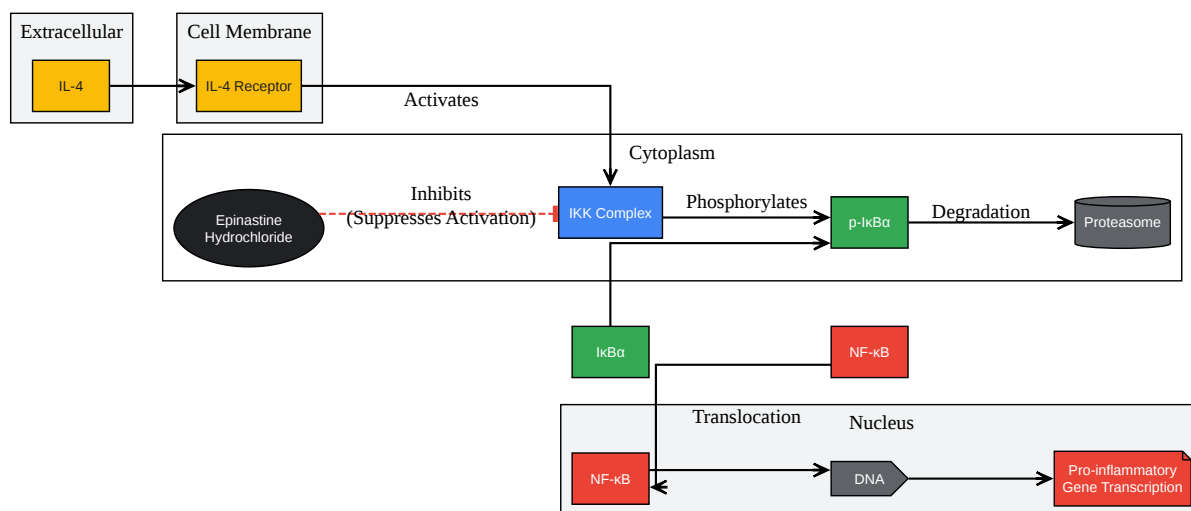 Extracellular
Cell Membrane
IL-4
IL-4 Receptor
Activates
Cytoplasm
Epinastine
Hydrochloride
Inhibits
(Suppresses Activation)
IKK Complex
Phosphorylates
p-IκBα
Degradation
Proteasome
IκBα
NF-κB
Translocation
Nucleus
NF-κB
DNA
Pro-inflammatory
Gene Transcription